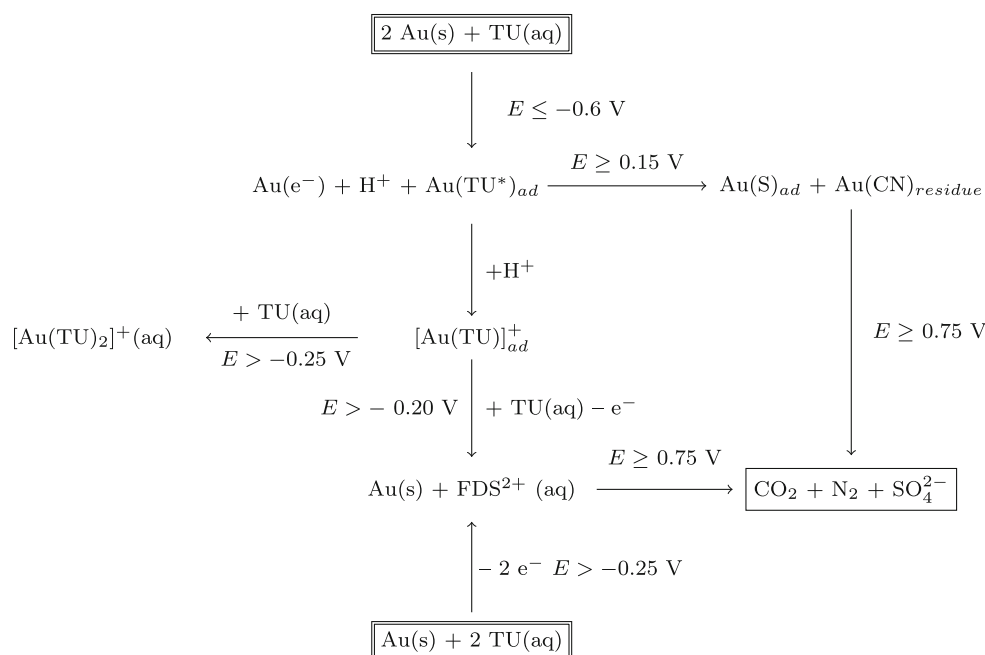 2 Au(s) + TU(aq)
E ≤ −0.6 V
E ≥ 0.15 V
Au(e⁻) + H⁺ + Au(TU*)ad
Au(S)ad + Au(CN)residue
+H⁺
+ TU(aq)
[Au(TU)₂]⁺(aq)
[Au(TU)]⁺ad
E > −0.25 V
E ≥ 0.75 V
E > − 0.20 V
+ TU(aq) − e⁻
E ≥ 0.75 V
Au(s) + FDS²⁺ (aq)
CO₂ + N₂ + SO₄²⁻
− 2 e⁻ E > −0.25 V
Au(s) + 2 TU(aq)